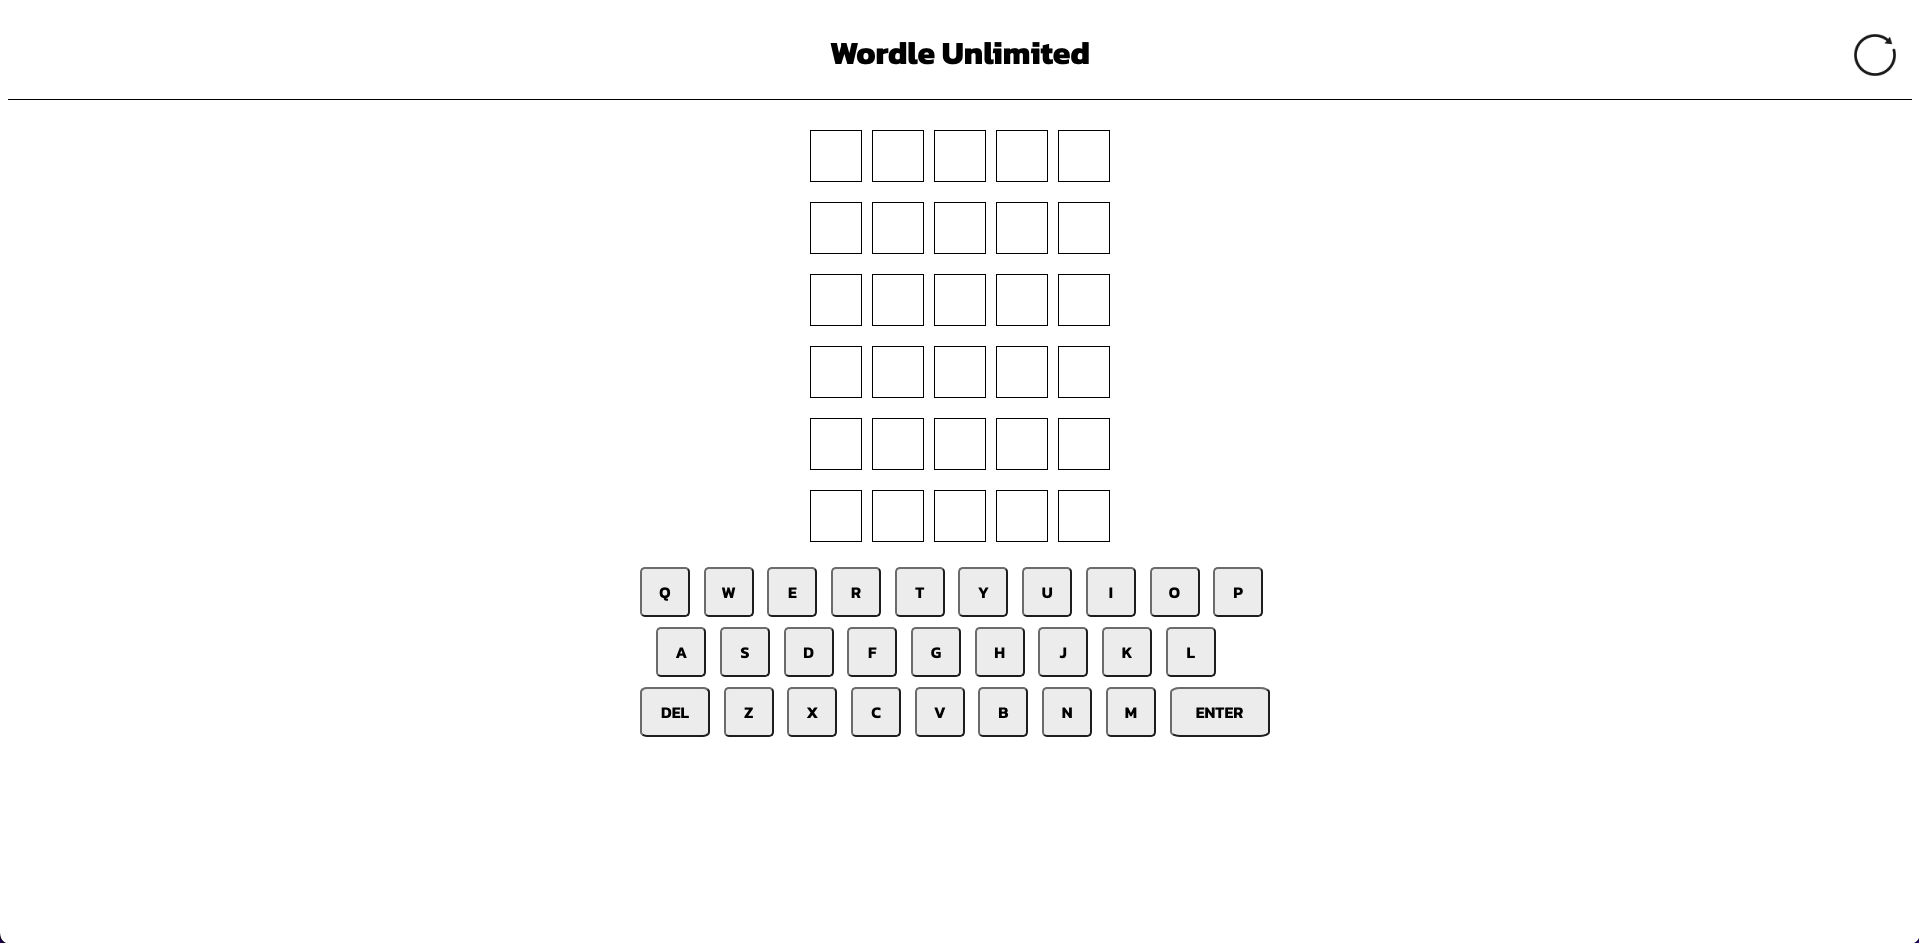 Wordle Unlimited
Q W E R T Y U I O P
A S D F G H J K L
DEL Z X C V B N M ENTER